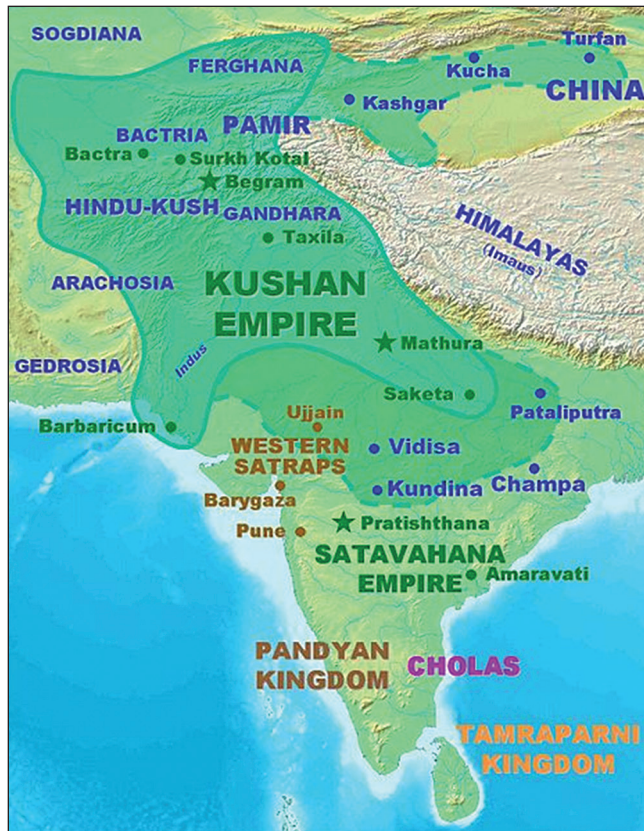 SOGDIANA
Turfan
FERGHANA
Kucha
CHINA
Kashgar
PAMIR
BACTRIA
Bactra
Surkh Kotal
Begram
HINDU-KUSH
GANDHARA
HIMALAYAS
(Imaus)
Taxila
ARACHOSIA
KUSHAN
EMPIRE
Mathura
GEDROSIA
Indus
Saketa
Pataliputra
Barbaricum
Ujjain
WESTERN
SATRAPS
Vidisa
Champa
Barygaza
Kundina
Pune
Pratishthana
SATAVAHANA
EMPIRE
Amaravati
PANDYAN
KINGDOM
CHOLAS
TAMRAPARNI
KINGDOM